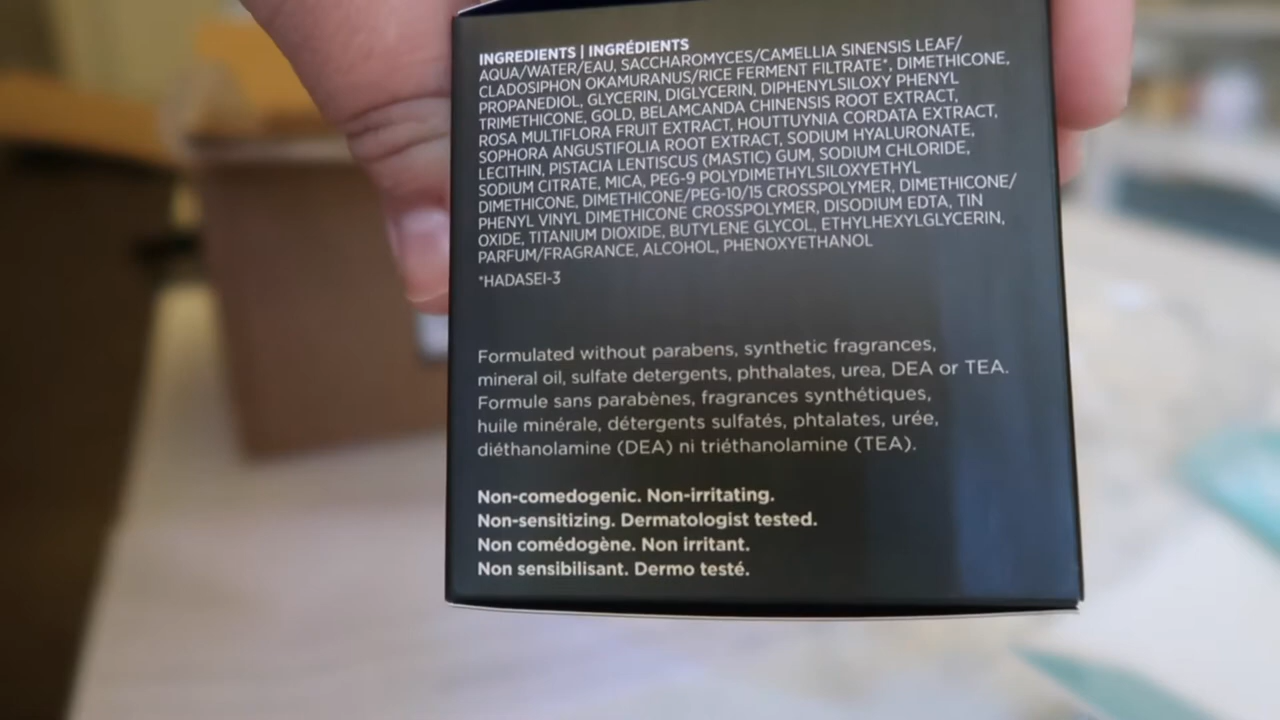 INGREDIENTS | INGRÉDIENTS
AQUA/WATER/EAU, SACCHAROMYCES/CAMELLIA SINENSIS LEAF/
CLADOSIPHON OKAMURANUS/RICE FERMENT FILTRATE*, DIMETHICONE,
PROPANEDIOL, GLYCERIN, DIGLYCERIN, DIPHENYLSILOXY PHENYL
TRIMETHICONE, GOLD, BELAMCANDA CHINENSIS ROOT EXTRACT,
ROSA MULTIFLORA FRUIT EXTRACT, HOUTTUYNIA CORDATA EXTRACT,
SOPHORA ANGUSTIFOLIA ROOT EXTRACT, SODIUM HYALURONATE,
LECITHIN, PISTACIA LENTISCUS (MASTIC) GUM, SODIUM CHLORIDE,
SODIUM CITRATE, MICA, PEG-9 POLYDIMETHYLSILOXYETHYL
DIMETHICONE, DIMETHICONE/PEG-10/15 CROSSPOLYMER, DIMETHICONE/
PHENYL VINYL DIMETHICONE CROSSPOLYMER, DISODIUM EDTA, TIN
OXIDE, TITANIUM DIOXIDE, BUTYLENE GLYCOL, ETHYLHEXYLGLYCERIN,
PARFUM/FRAGRANCE, ALCOHOL, PHENOXYETHANOL
*HADASEI-3
Formulated without parabens, synthetic fragrances,
mineral oil, sulfate detergents, phthalates, urea, DEA or TEA.
Formule sans parabènes, fragrances synthétiques,
huile minérale, détergents sulfatés, phtalates, urée,
diéthanolamine (DEA) ni triéthanolamine (TEA).
Non-comedogenic. Non-irritating.
Non-sensitizing. Dermatologist tested.
Non comédogène. Non irritant.
Non sensibilisant. Dermo testé.